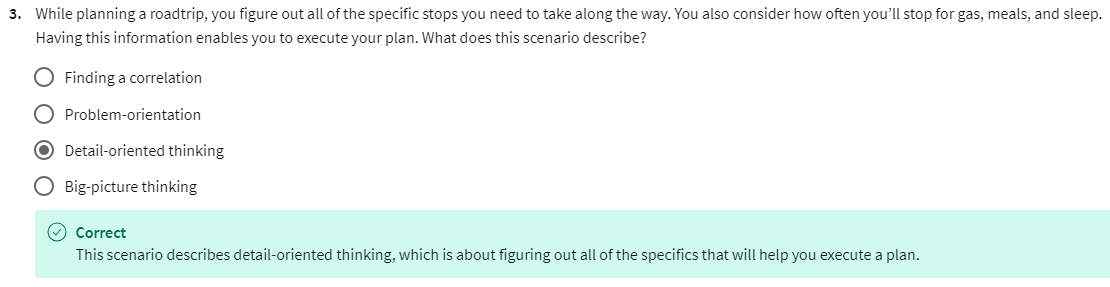 3. While planning a roadtrip, you figure out all of the specific stops you need to take along the way. You also consider how often you'll stop for gas, meals, and sleep.
Having this information enables you to execute your plan. What does this scenario describe?
Finding a correlation
Problem-orientation
Detail-oriented thinking
Big-picture thinking
Correct
This scenario describes detail-oriented thinking, which is about figuring out all of the specifics that will help you execute a plan.